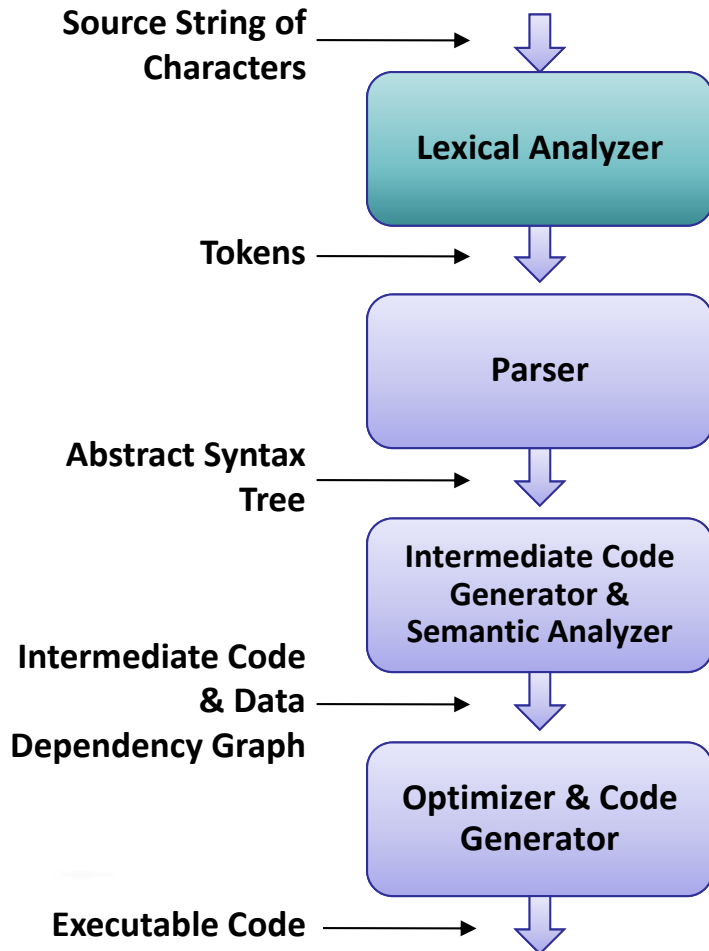 Source String of
Characters
Lexical Analyzer
Tokens
Parser
Abstract Syntax
Tree
Intermediate Code
Generator &
Semantic Analyzer
Intermediate Code
& Data
Dependency Graph
Optimizer & Code
Generator
Executable Code